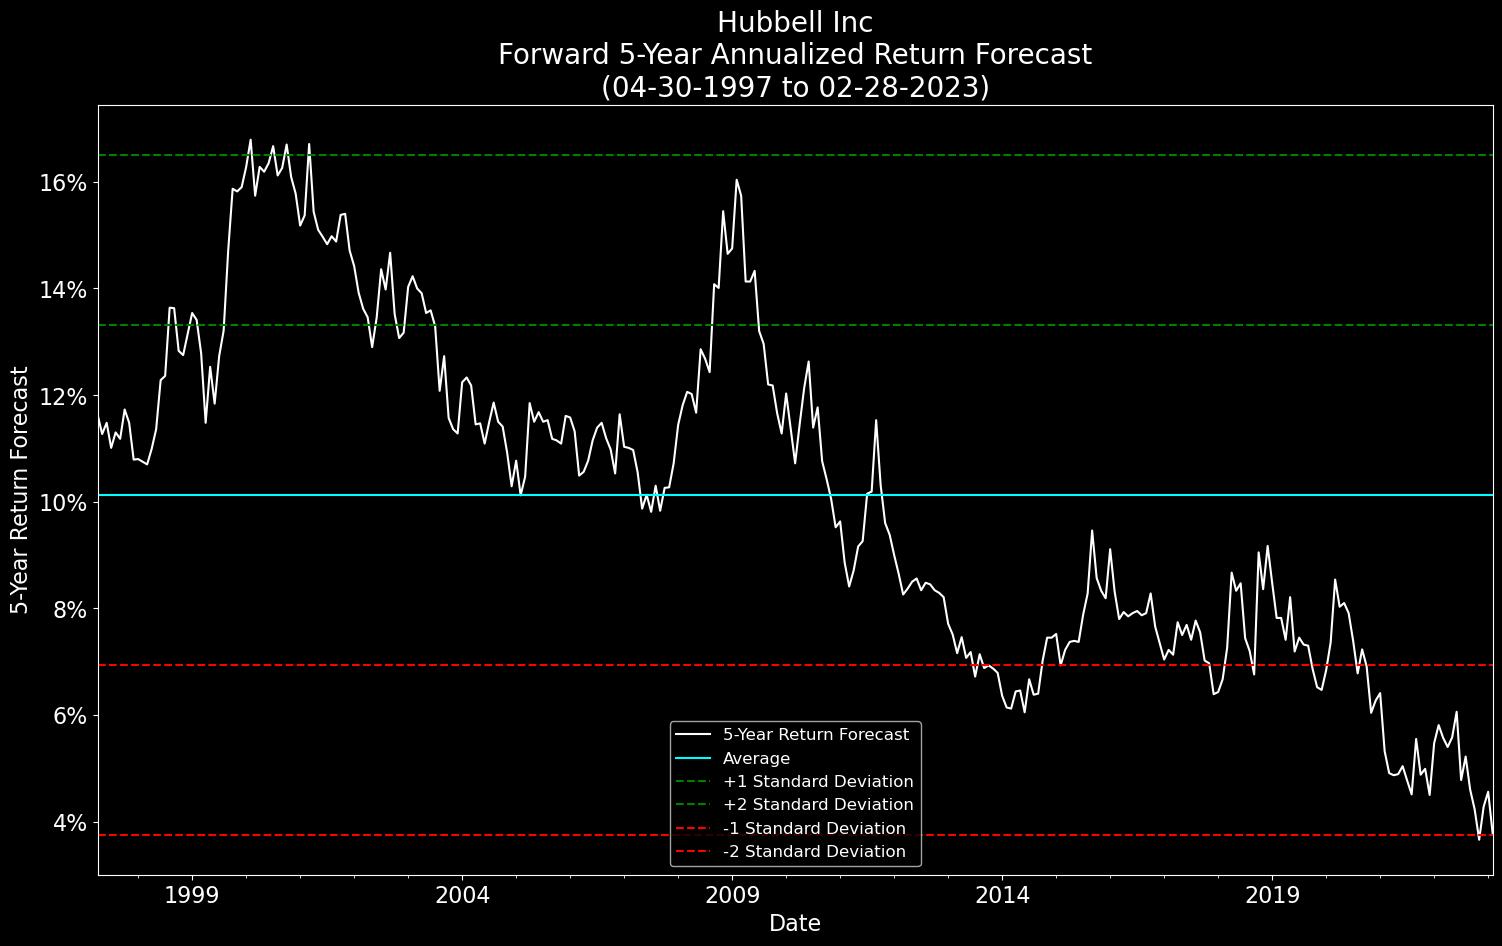 Hubbell Inc
Forward 5-Year Annualized Return Forecast
(04-30-1997 to 02-28-2023)
5-Year Return Forecast
16%
14%
12%
10%
8%
6%
4%
5-Year Return Forecast
Average
+1 Standard Deviation
+2 Standard Deviation
-1 Standard Deviation
-2 Standard Deviation
1999
2004
2009
2014
2019
Date